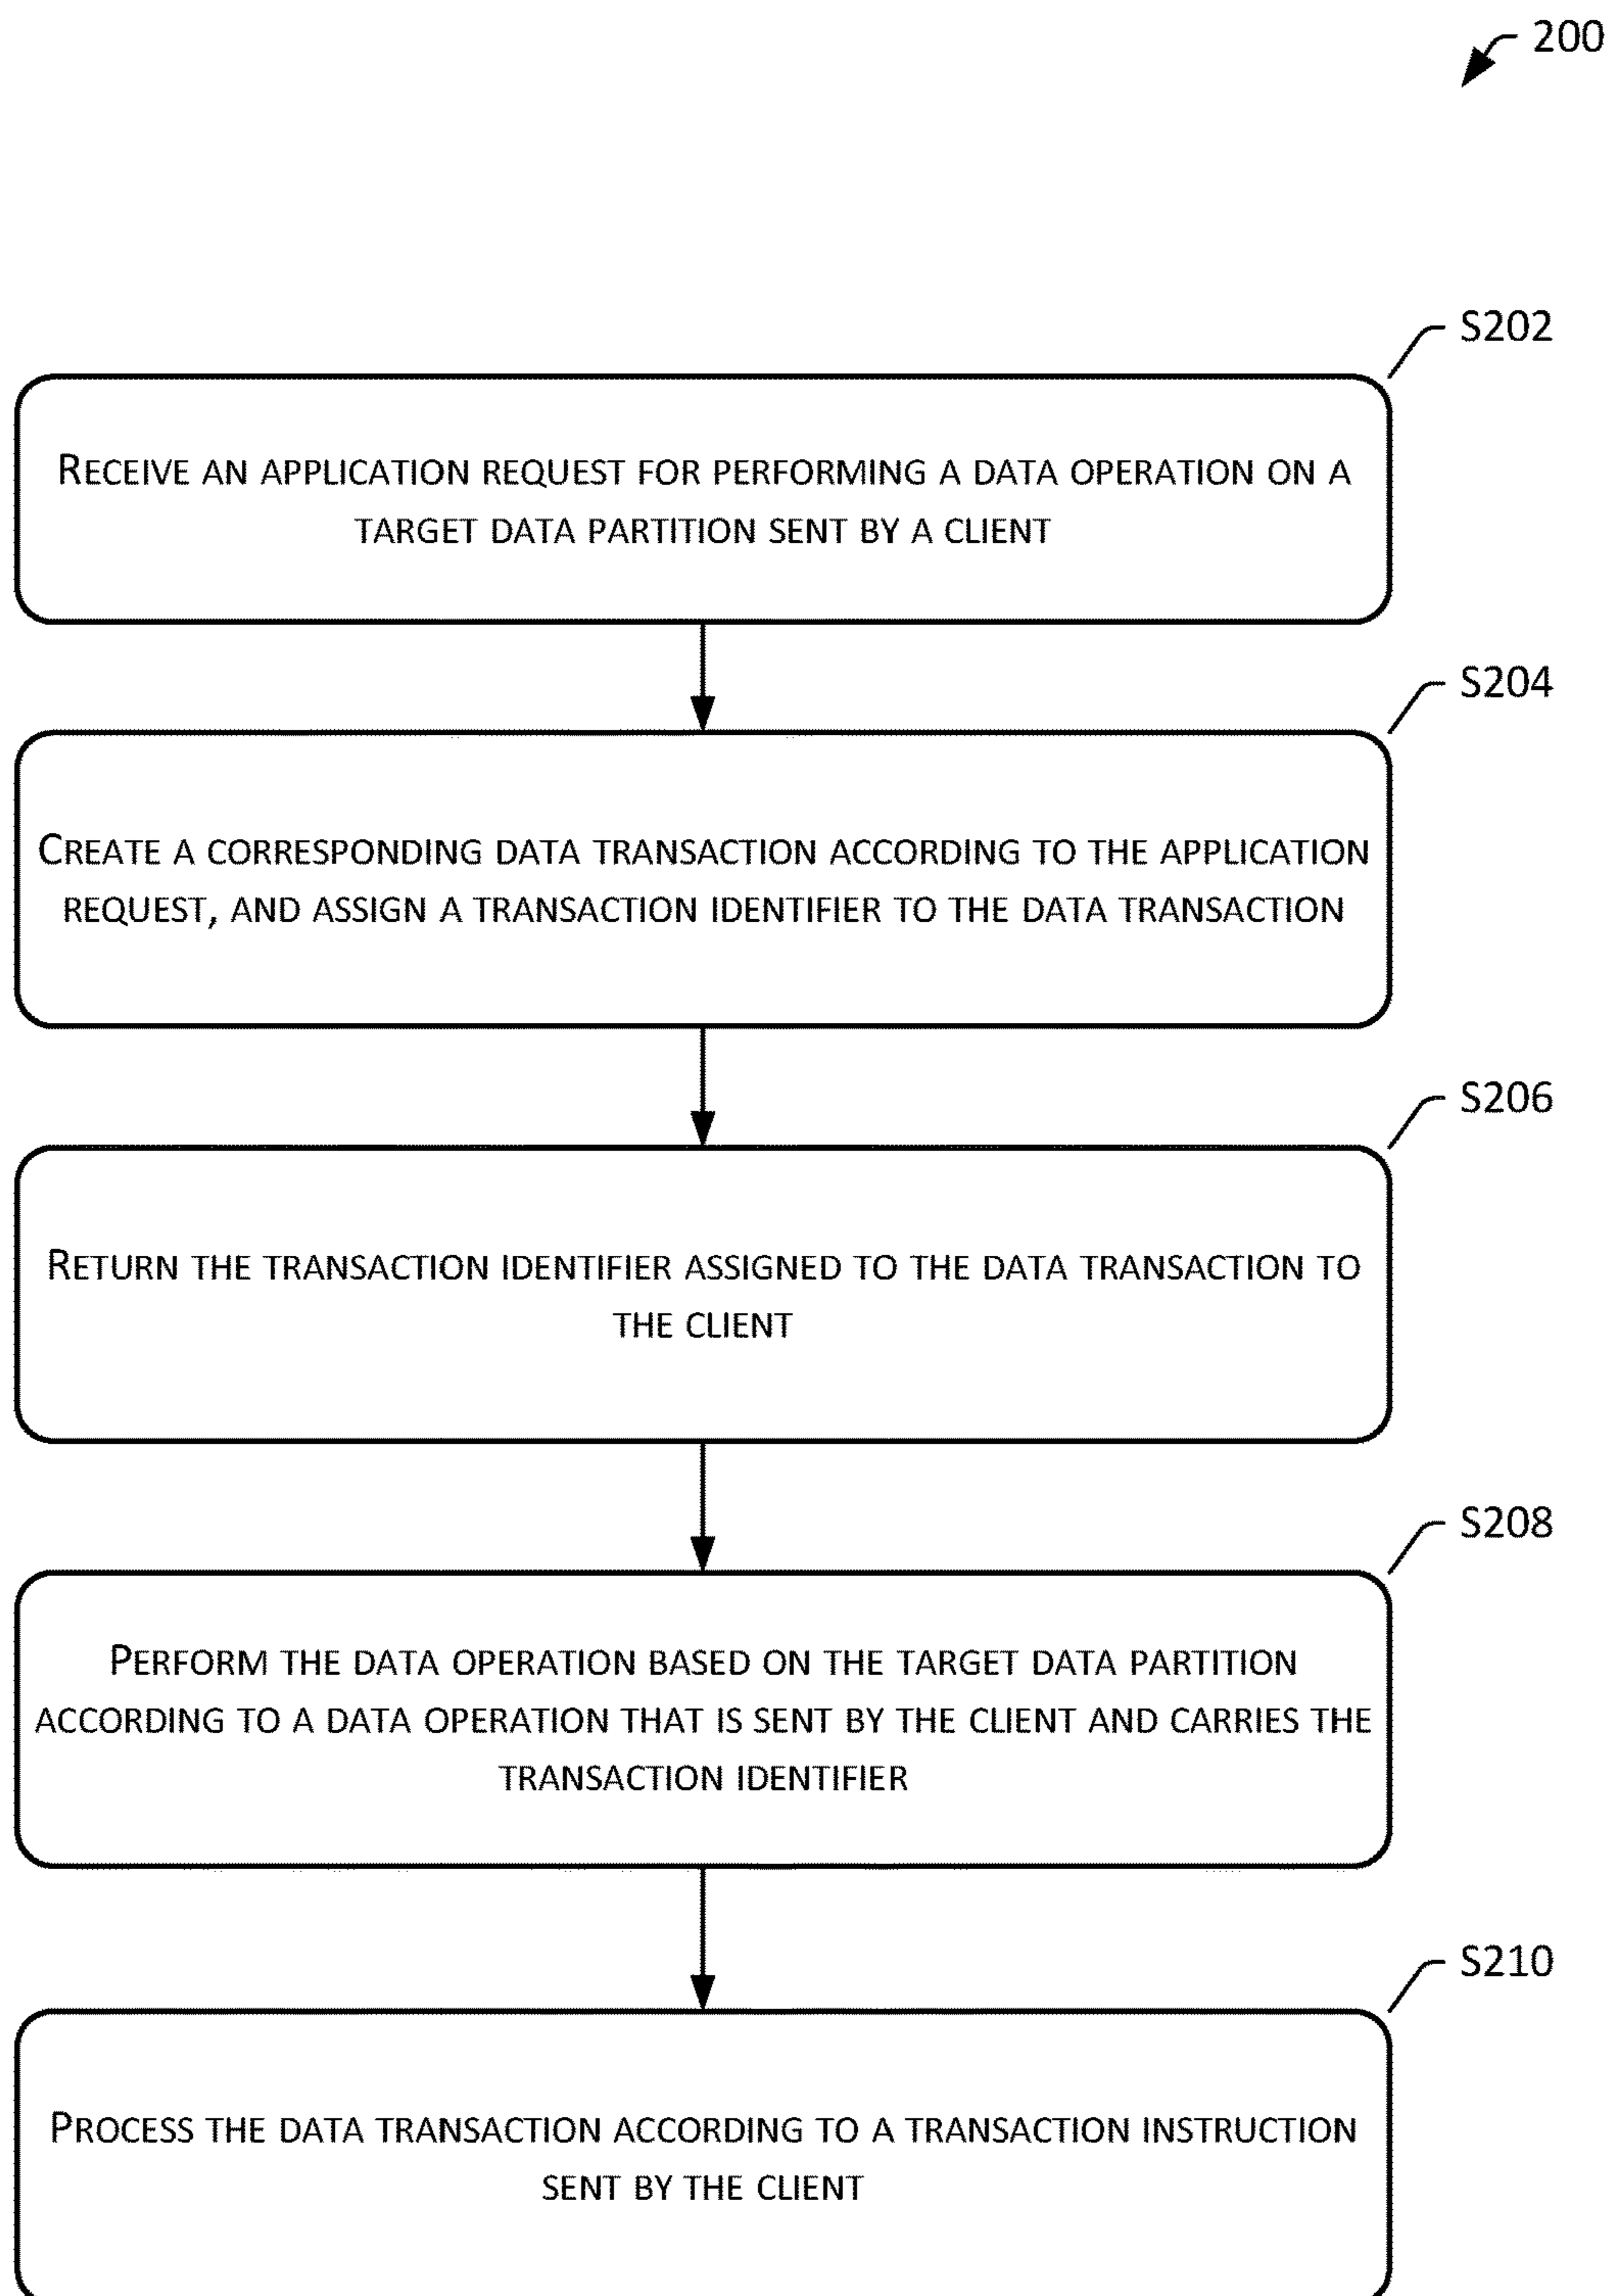 200
S202
RECEIVE AN APPLICATION REQUEST FOR PERFORMING A DATA OPERATION ON A
TARGET DATA PARTITION SENT BY A CLIENT
S204
CREATE A CORRESPONDING DATA TRANSACTION ACCORDING TO THE APPLICATION
REQUEST, AND ASSIGN A TRANSACTION IDENTIFIER TO THE DATA TRANSACTION
S206
RETURN THE TRANSACTION IDENTIFIER ASSIGNED TO THE DATA TRANSACTION TO
THE CLIENT
S208
PERFORM THE DATA OPERATION BASED ON THE TARGET DATA PARTITION
ACCORDING TO A DATA OPERATION THAT IS SENT BY THE CLIENT AND CARRIES THE
TRANSACTION IDENTIFIER
S210
PROCESS THE DATA TRANSACTION ACCORDING TO A TRANSACTION INSTRUCTION
SENT BY THE CLIENT